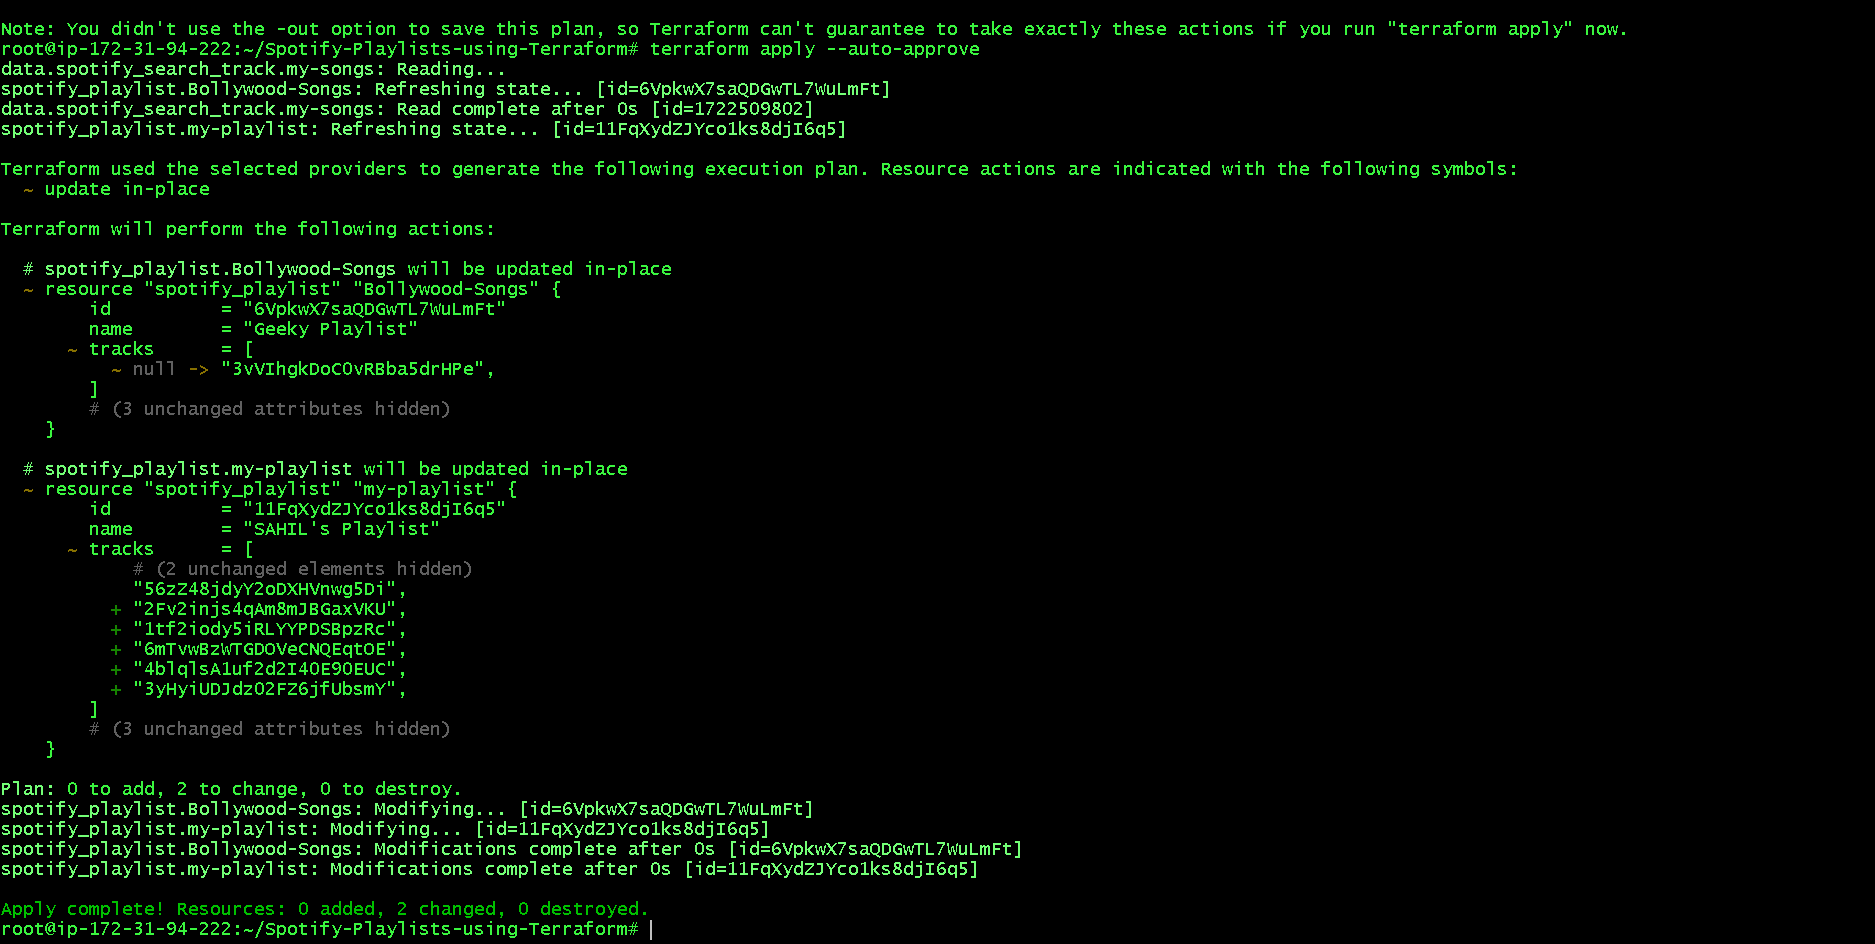 Note: You didn't use the -out option to save this plan, so Terraform can't guarantee to take exactly these actions if you run "terraform apply" now.
root@ip-172-31-94-222:~/Spotify-Playlists-using-Terraform# terraform apply --auto-approve
data.spotify_search_track.my-songs: Reading...
spotify_playlist.Bollywood-Songs: Refreshing state... [id=6VpkwX7saQDGwTL7WuLmFt]
data.spotify_search_track.my-songs: Read complete after 0s [id=1722509802]
spotify_playlist.my-playlist: Refreshing state... [id=11FqXydZJYco1ks8djI6q5]

Terraform used the selected providers to generate the following execution plan. Resource actions are indicated with the following symbols:
  ~ update in-place

Terraform will perform the following actions:

  # spotify_playlist.Bollywood-Songs will be updated in-place
  ~ resource "spotify_playlist" "Bollywood-Songs" {
        id          = "6VpkwX7saQDGwTL7WuLmFt"
        name        = "Geeky Playlist"
      ~ tracks      = [
          ~ null -> "3vVIhgkDoC0vRBba5drHPe",
        ]
        # (3 unchanged attributes hidden)
    }

  # spotify_playlist.my-playlist will be updated in-place
  ~ resource "spotify_playlist" "my-playlist" {
        id          = "11FqXydZJYco1ks8djI6q5"
        name        = "SAHIL's Playlist"
      ~ tracks      = [
            # (2 unchanged elements hidden)
            "56zZ48jdyY2oDXHVnwg5Di",
          + "2Fv2injs4qAm8mJBGaxVKU",
          + "1tf2iody5iRLYYPDSBpzRc",
          + "6mTvwBzWTGDOVeCNQEqtOE",
          + "4blqlsA1uf2d2I40E90EUC",
          + "3yHyiUDJdz02FZ6jfUbsmY",
        ]
        # (3 unchanged attributes hidden)
    }

Plan: 0 to add, 2 to change, 0 to destroy.
spotify_playlist.Bollywood-Songs: Modifying... [id=6VpkwX7saQDGwTL7WuLmFt]
spotify_playlist.my-playlist: Modifying... [id=11FqXydZJYco1ks8djI6q5]
spotify_playlist.Bollywood-Songs: Modifications complete after 0s [id=6VpkwX7saQDGwTL7WuLmFt]
spotify_playlist.my-playlist: Modifications complete after 0s [id=11FqXydZJYco1ks8djI6q5]

Apply complete! Resources: 0 added, 2 changed, 0 destroyed.
root@ip-172-31-94-222:~/Spotify-Playlists-using-Terraform#